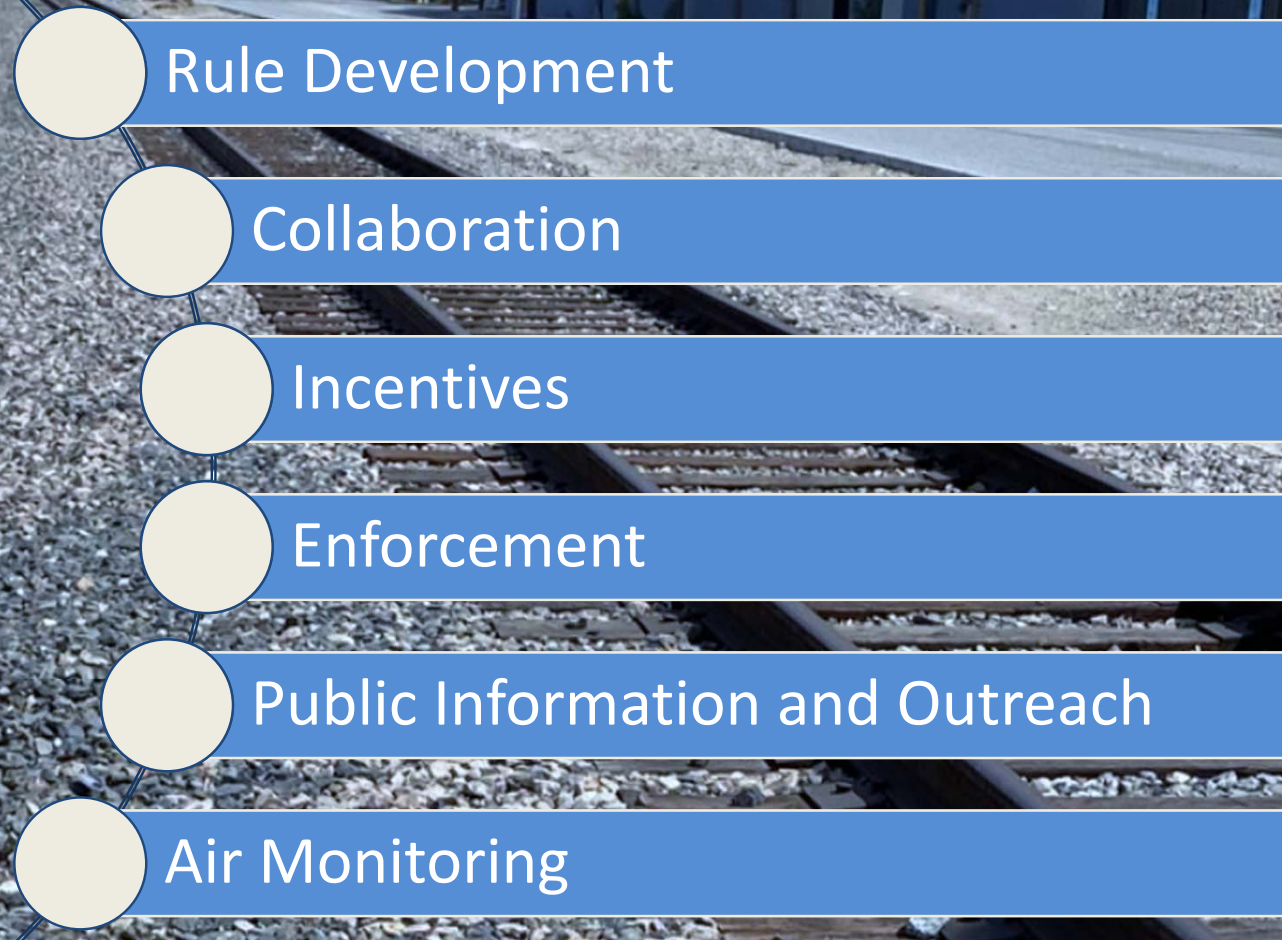 Rule Development
Collaboration
Incentives
Enforcement
Public Information and Outreach
Air Monitoring